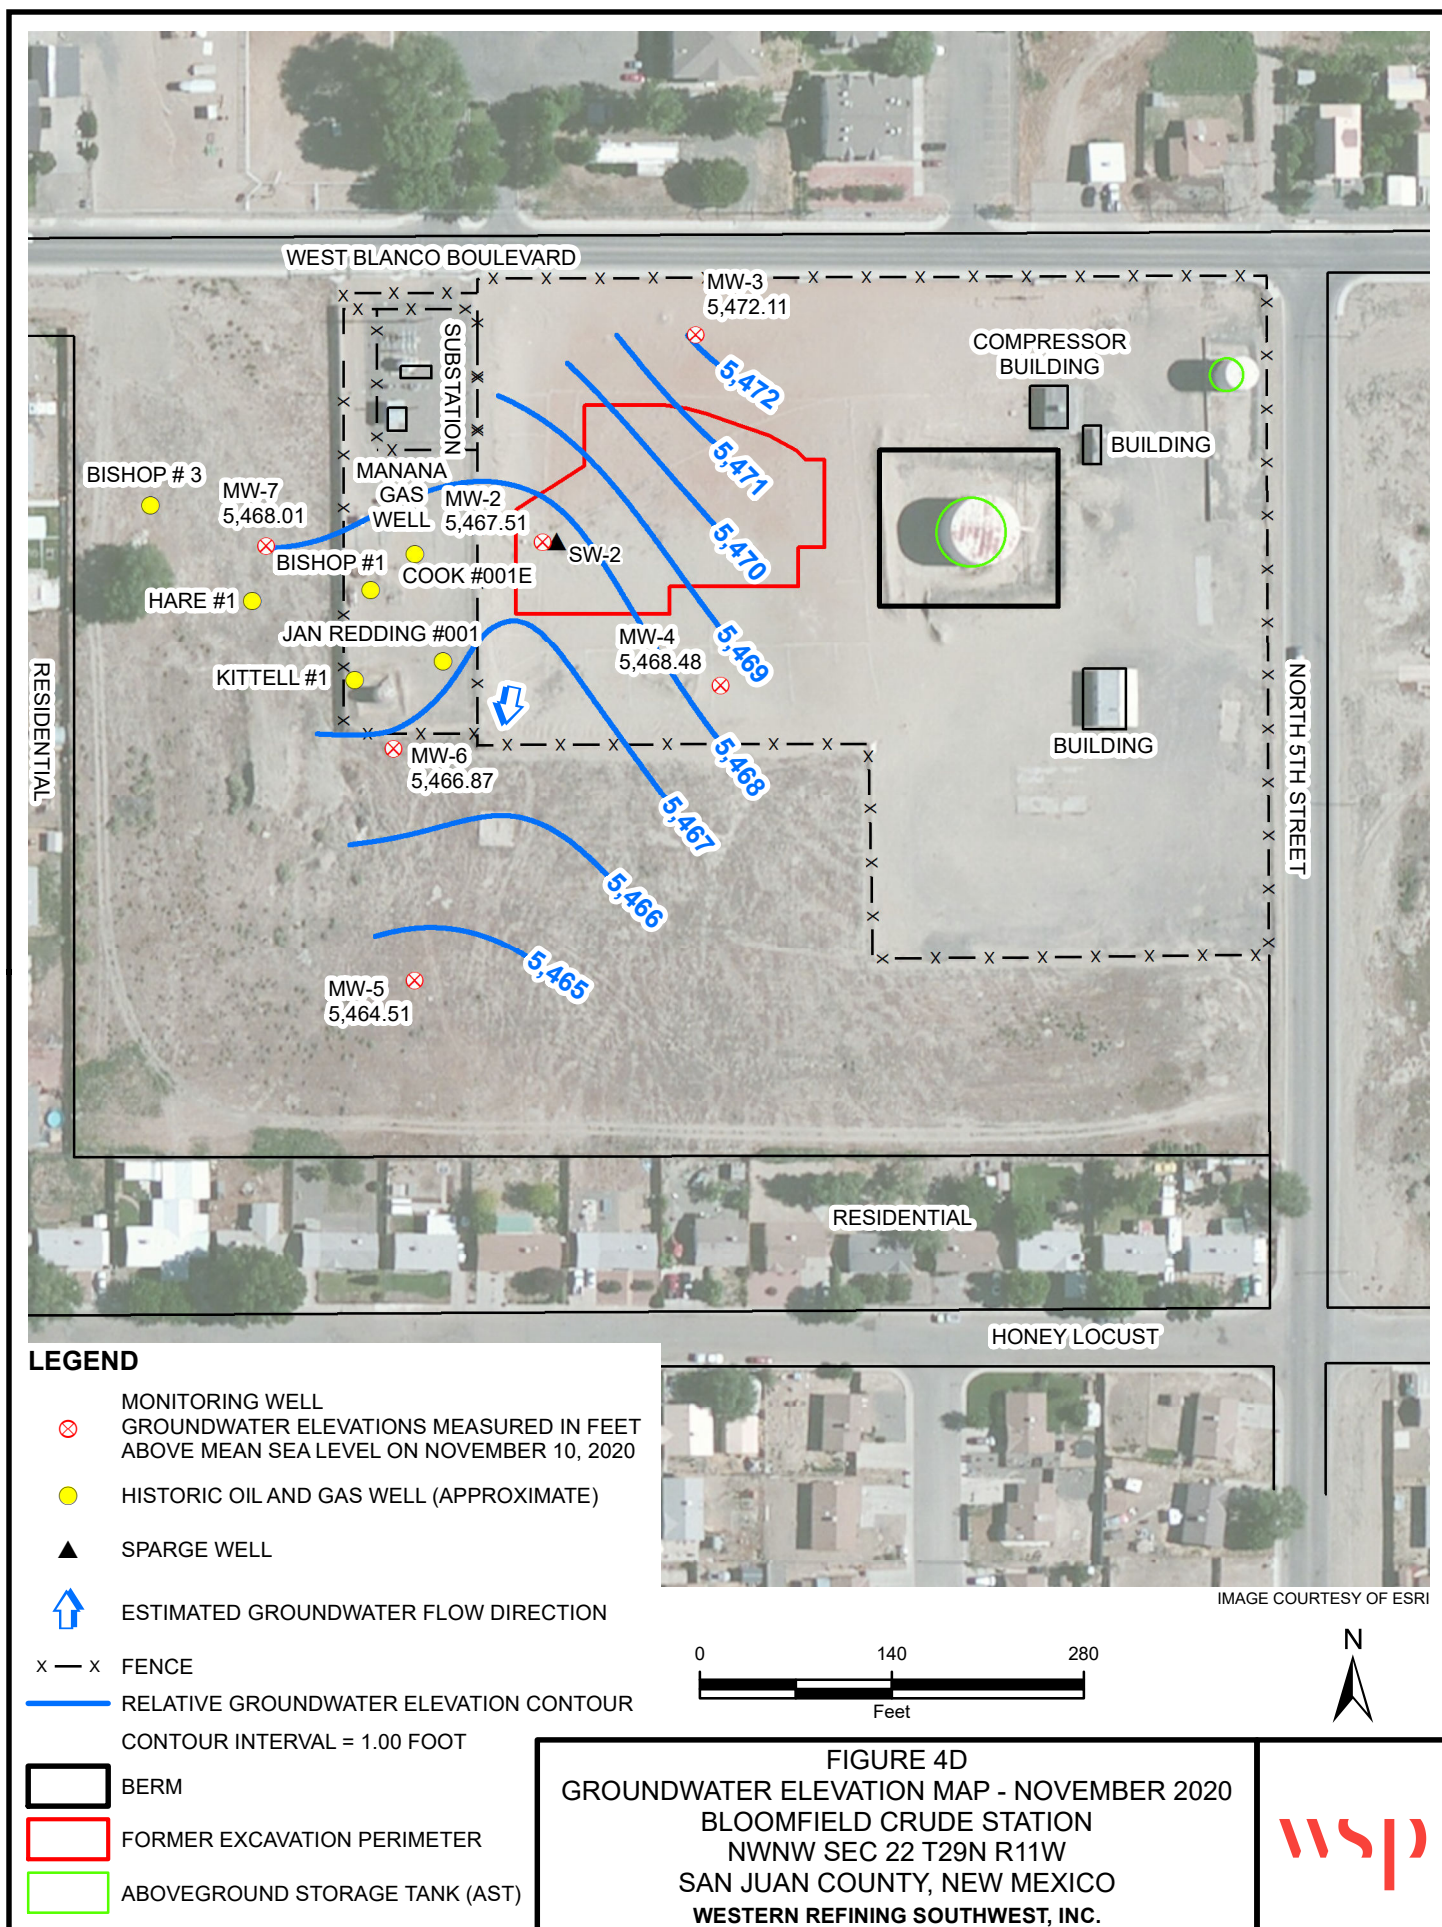 WEST BLANCO BOULEVARD
MW-3
5,472.11
SUBSTATION
COMPRESSOR
BUILDING
5,472
BUILDING
5,471
BISHOP # 3
MW-7
5,468.01
MANANA
GAS
WELL
MW-2
5,467.51
SW-2
5,470
BISHOP #1
COOK #001E
HARE #1
JAN REDDING #001
MW-4
5,468.48
5,469
KITTELL #1
RESIDENTIAL
NORTH 5TH STREET
BUILDING
MW-6
5,466.87
5,468
5,467
5,466
5,465
MW-5
5,464.51
RESIDENTIAL
HONEY LOCUST
LEGEND
MONITORING WELL
GROUNDWATER ELEVATIONS MEASURED IN FEET
ABOVE MEAN SEA LEVEL ON NOVEMBER 10, 2020
HISTORIC OIL AND GAS WELL (APPROXIMATE)
SPARGE WELL
ESTIMATED GROUNDWATER FLOW DIRECTION
X — X FENCE
RELATIVE GROUNDWATER ELEVATION CONTOUR
CONTOUR INTERVAL = 1.00 FOOT
BERM
FORMER EXCAVATION PERIMETER
ABOVEGROUND STORAGE TANK (AST)
IMAGE COURTESY OF ESRI
N
0 140 280
Feet
FIGURE 4D
GROUNDWATER ELEVATION MAP - NOVEMBER 2020
BLOOMFIELD CRUDE STATION
NWNW SEC 22 T29N R11W
SAN JUAN COUNTY, NEW MEXICO
WESTERN REFINING SOUTHWEST, INC.
wsp